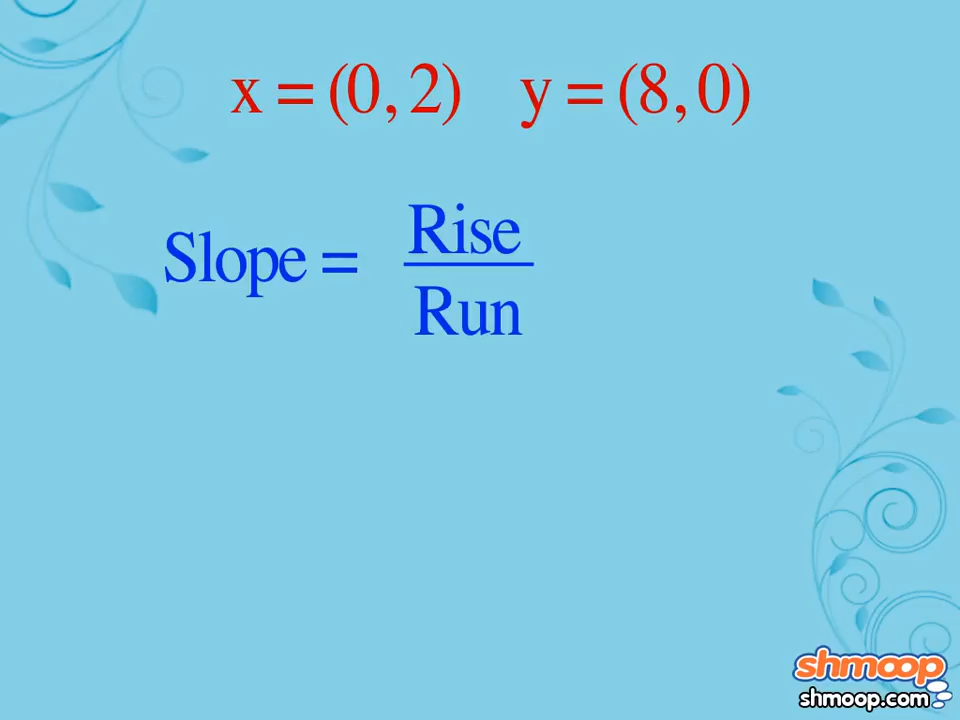 x = (0, 2) y = (8, 0)
Slope = Rise
Run
shmoop
shmoop.com